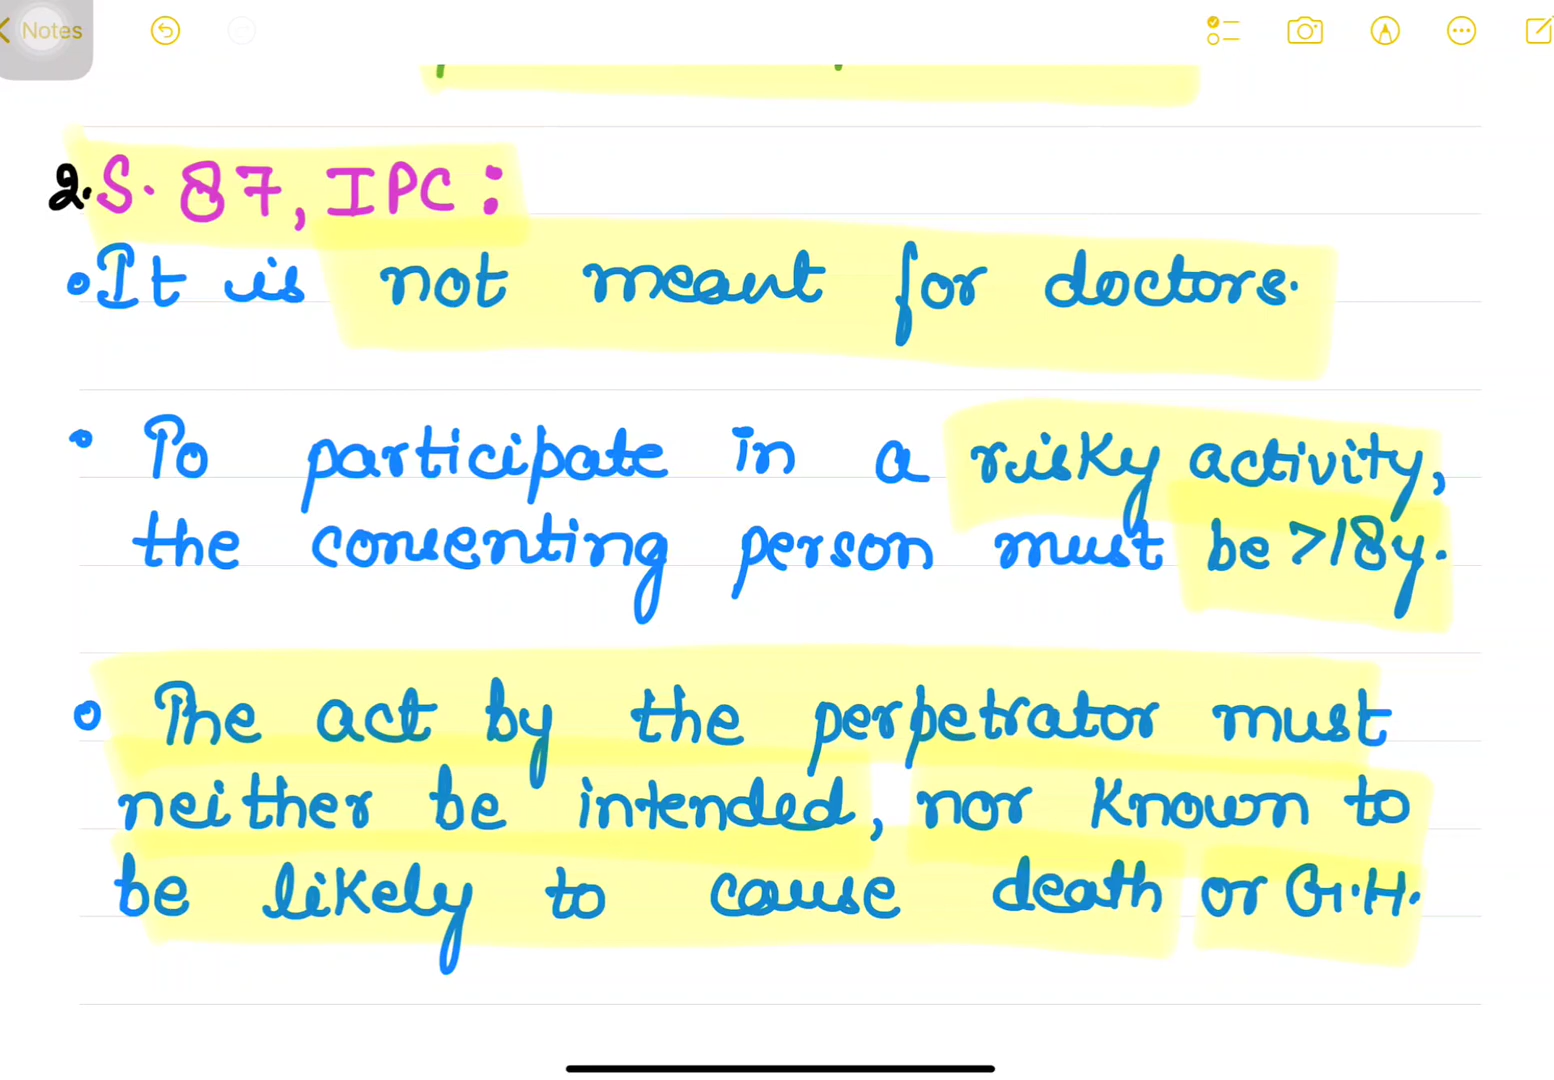 Notes
2. S. 87, IPC:
• It is not meant for doctors.
• To participate in a risky activity,
the consenting person must be >18y.
• The act by the perpetrator must
neither be intended, nor known to
be likely to cause death or G.H.